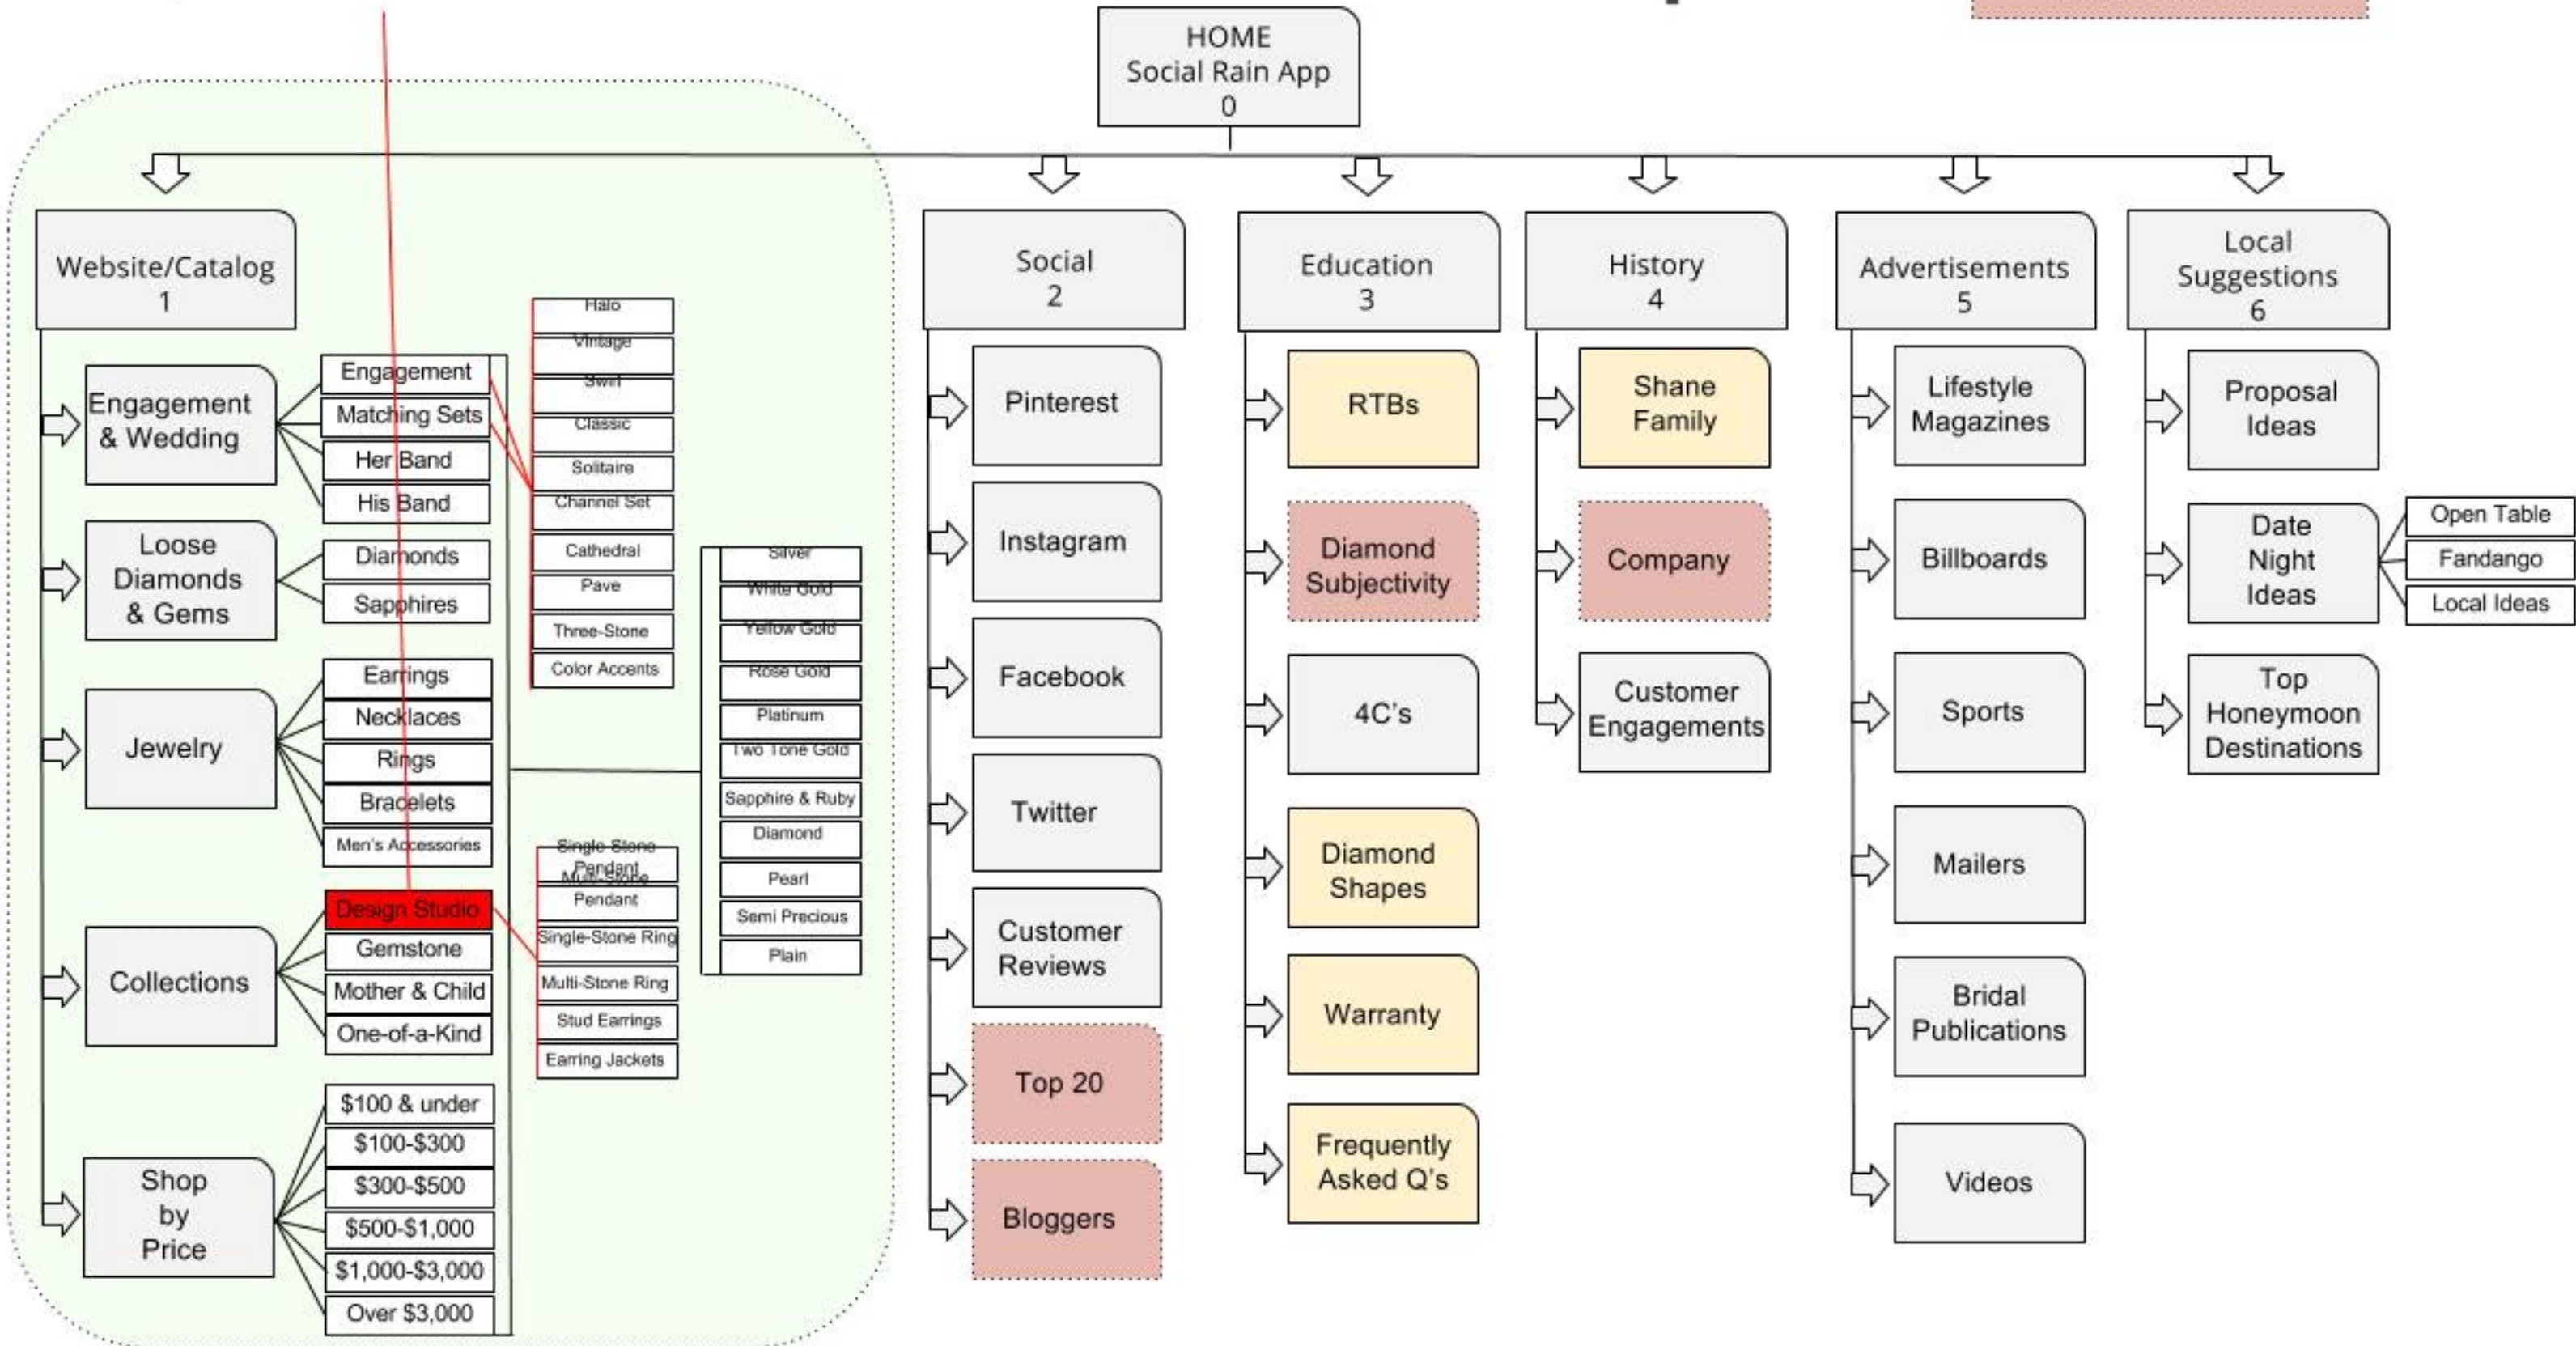 HOME
Social Rain App
0
Website/Catalog
1
Engagement
& Wedding
Engagement
Matching Sets
Her Band
His Band
Loose
Diamonds
& Gems
Diamonds
Sapphires
Jewelry
Earrings
Necklaces
Rings
Bracelets
Men's Accessories
Collections
Design Studio
Gemstone
Mother & Child
One-of-a-Kind
Shop
by
Price
$100 & under
$100-$300
$300-$500
$500-$1,000
$1,000-$3,000
Over $3,000
Halo
Vintage
Swirl
Classic
Solitaire
Channel Set
Cathedral
Pave
Three-Stone
Color Accents
Single-Stone
Pendant
Multi-Stone
Pendant
Single-Stone Ring
Multi-Stone Ring
Stud Earrings
Earring Jackets
Silver
White Gold
Yellow Gold
Rose Gold
Platinum
Two Tone Gold
Sapphire & Ruby
Diamond
Pearl
Semi Precious
Plain
Social
2
Pinterest
Instagram
Facebook
Twitter
Customer
Reviews
Top 20
Bloggers
Education
3
RTBs
Diamond
Subjectivity
4C's
Diamond
Shapes
Warranty
Frequently
Asked Q's
History
4
Shane
Family
Company
Customer
Engagements
Advertisements
5
Lifestyle
Magazines
Billboards
Sports
Mailers
Bridal
Publications
Videos
Local
Suggestions
6
Proposal
Ideas
Date
Night
Ideas
Open Table
Fandango
Local Ideas
Top
Honeymoon
Destinations